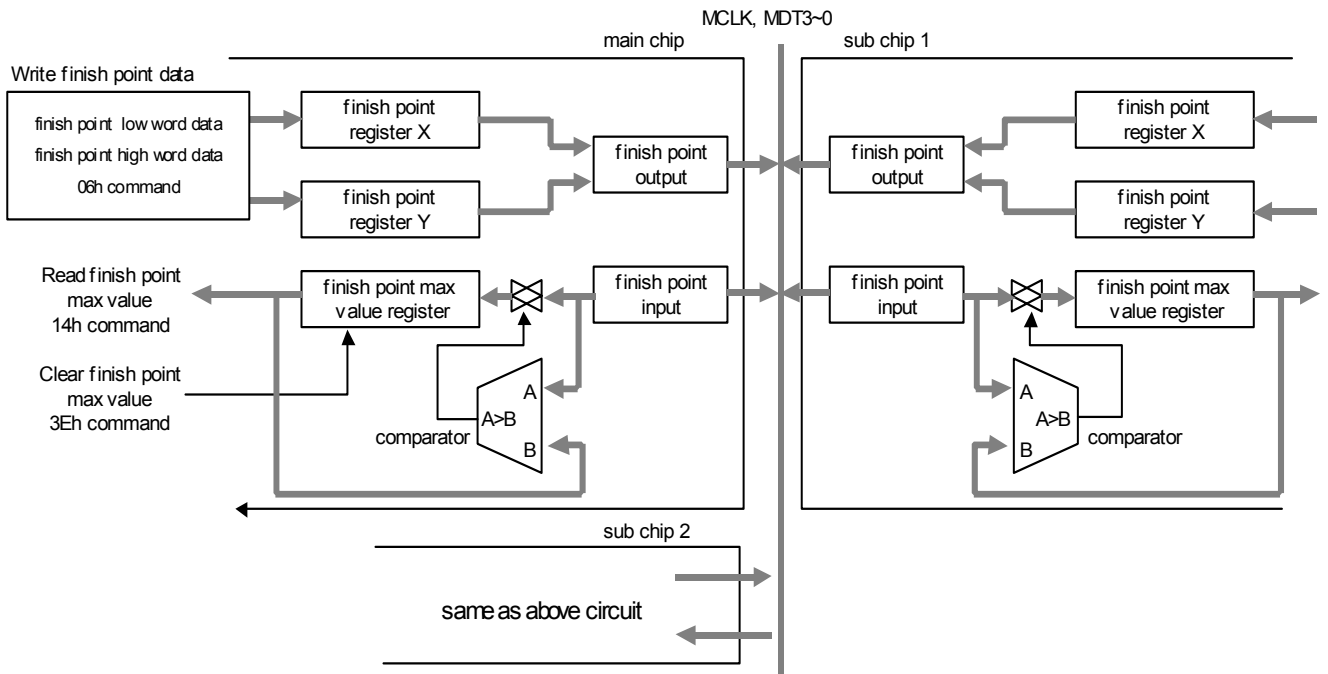 MCLK, MDT3~0
main chip
sub chip 1
Write finish point data
finish point low word data
finish point high word data
06h command
finish point
register X
finish point
register Y
finish point
output
finish point
output
finish point
register X
finish point
register Y
Read finish point
max value
14h command
finish point max
value register
finish point
input
finish point
input
finish point max
value register
Clear finish point
max value
3Eh command
A
A>B
B
comparator
A
A>B
B
comparator
sub chip 2
same as above circuit